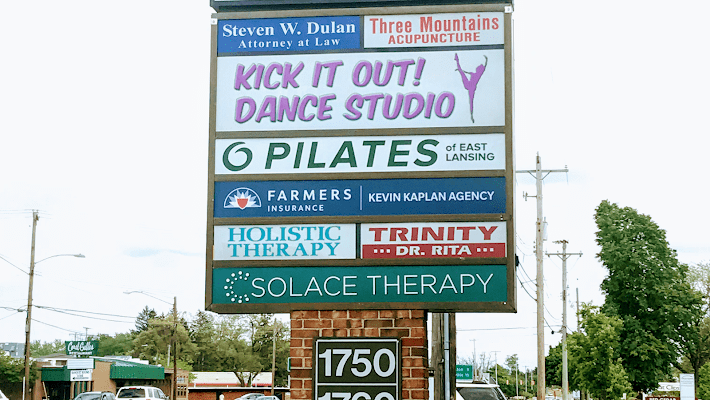 Steven W. Dulan
Attorney at Law
Three Mountains
ACUPUNCTURE
KICK IT OUT!
DANCE STUDIO
PILATES of EAST LANSING
FARMERS
INSURANCE
KEVIN KAPLAN AGENCY
HOLISTIC
THERAPY
TRINITY
DR. RITA
SOLACE THERAPY
1750